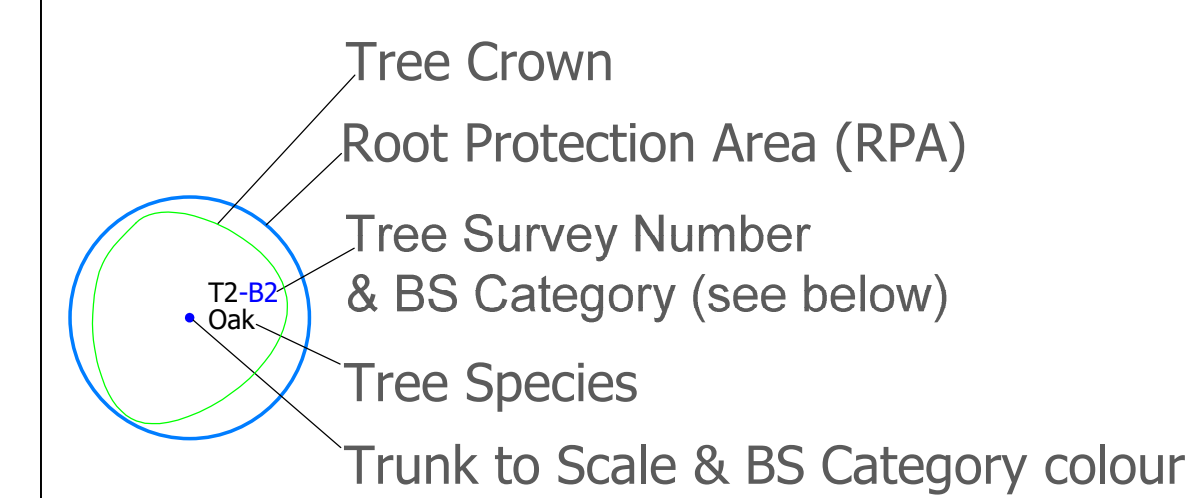 Tree Crown
Root Protection Area (RPA)
Tree Survey Number
& BS Category (see below)
T2-B2
Oak
Tree Species
Trunk to Scale & BS Category colour